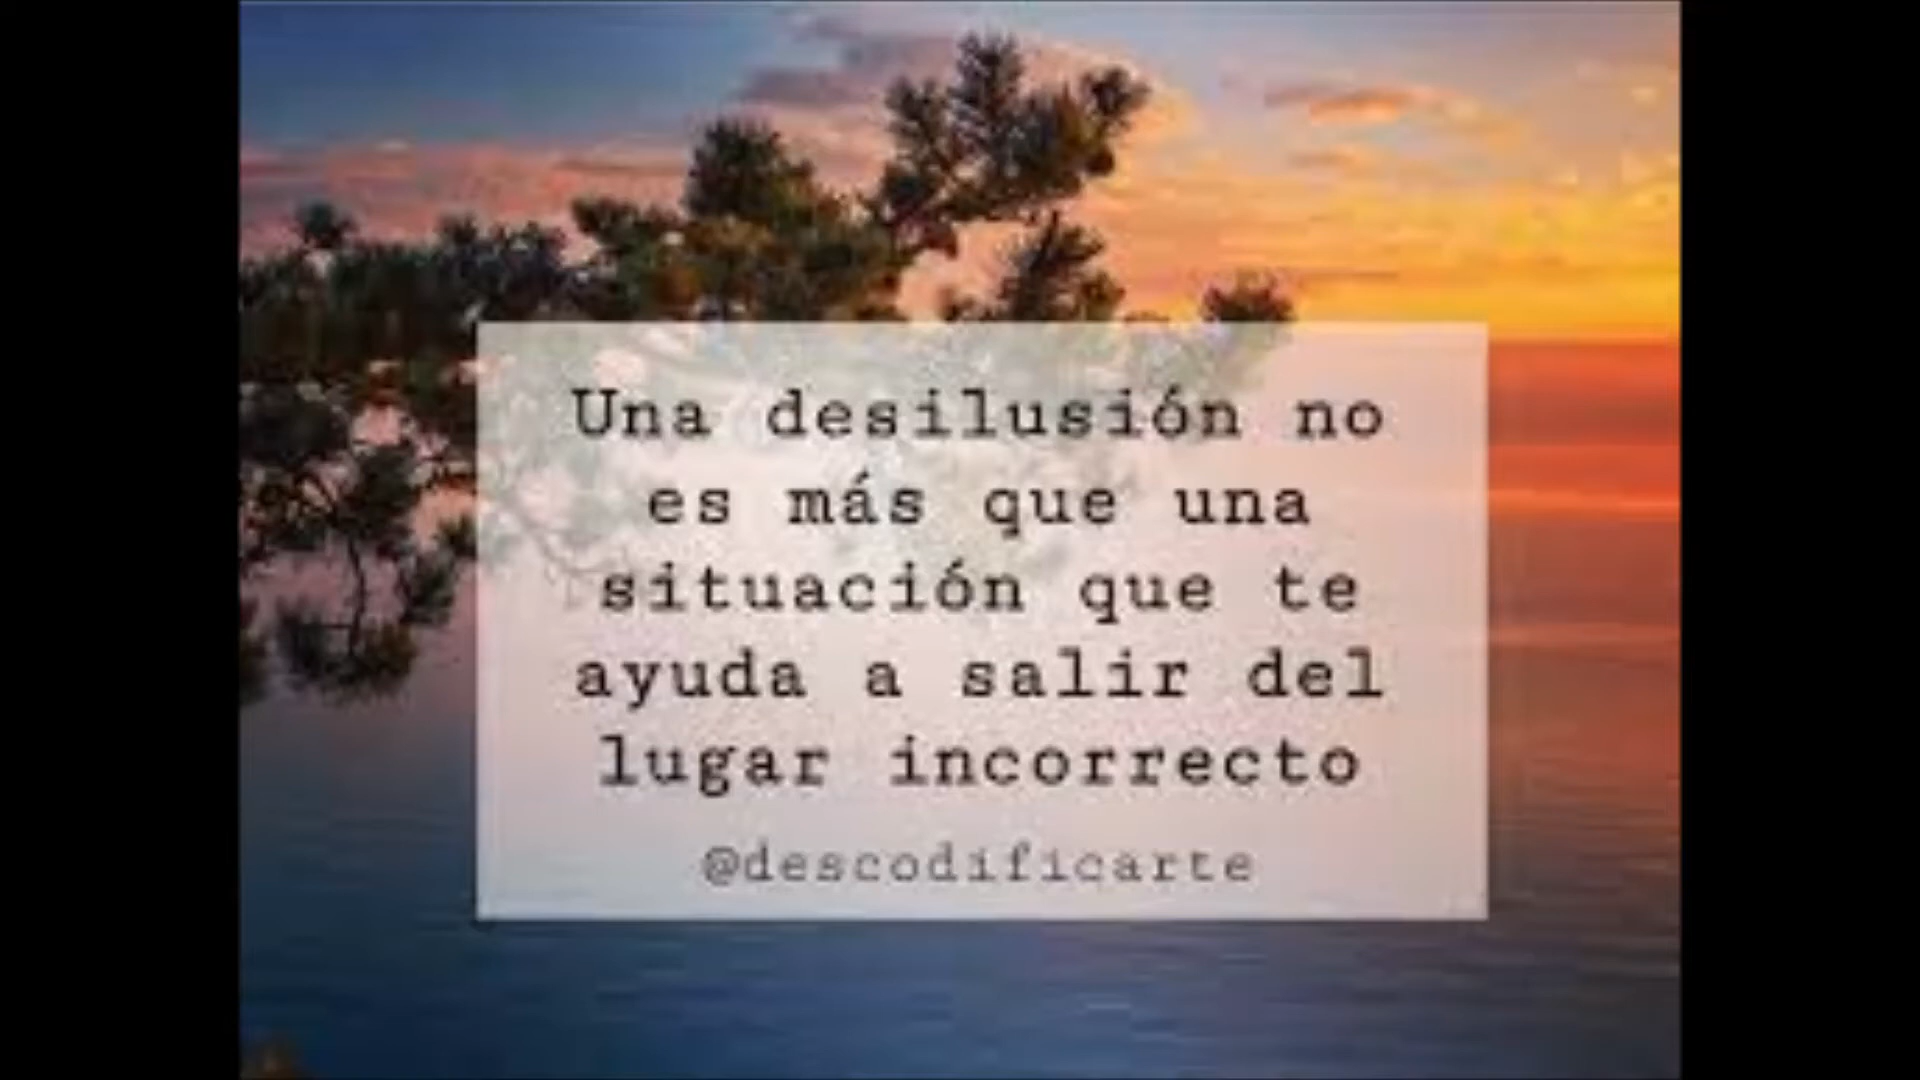 Una desilusión no
es más que una
situación que te
ayuda a salir del
lugar incorrecto
@descodificarte